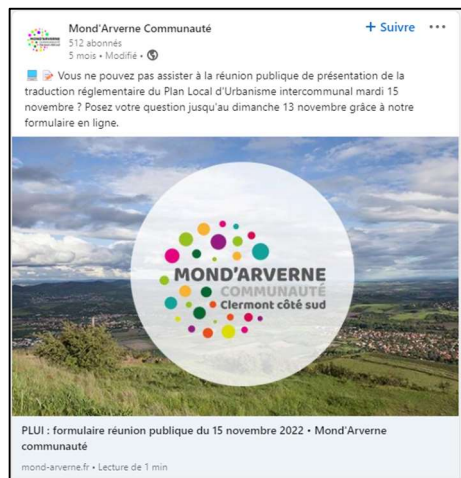 Mond'Arverne Communauté
+ Suivre
512 abonnés
5 mois • Modifié •
Vous ne pouvez pas assister à la réunion publique de présentation de la
traduction réglementaire du Plan Local d'Urbanisme intercommunal mardi 15
novembre ? Posez votre question jusqu'au dimanche 13 novembre grâce à notre
formulaire en ligne.
MOND'ARVERNE
COMMUNAUTÉ
Clermont côté sud
PLUI : formulaire réunion publique du 15 novembre 2022 • Mond'Arverne
communauté
mond-arverne.fr • Lecture de 1 min